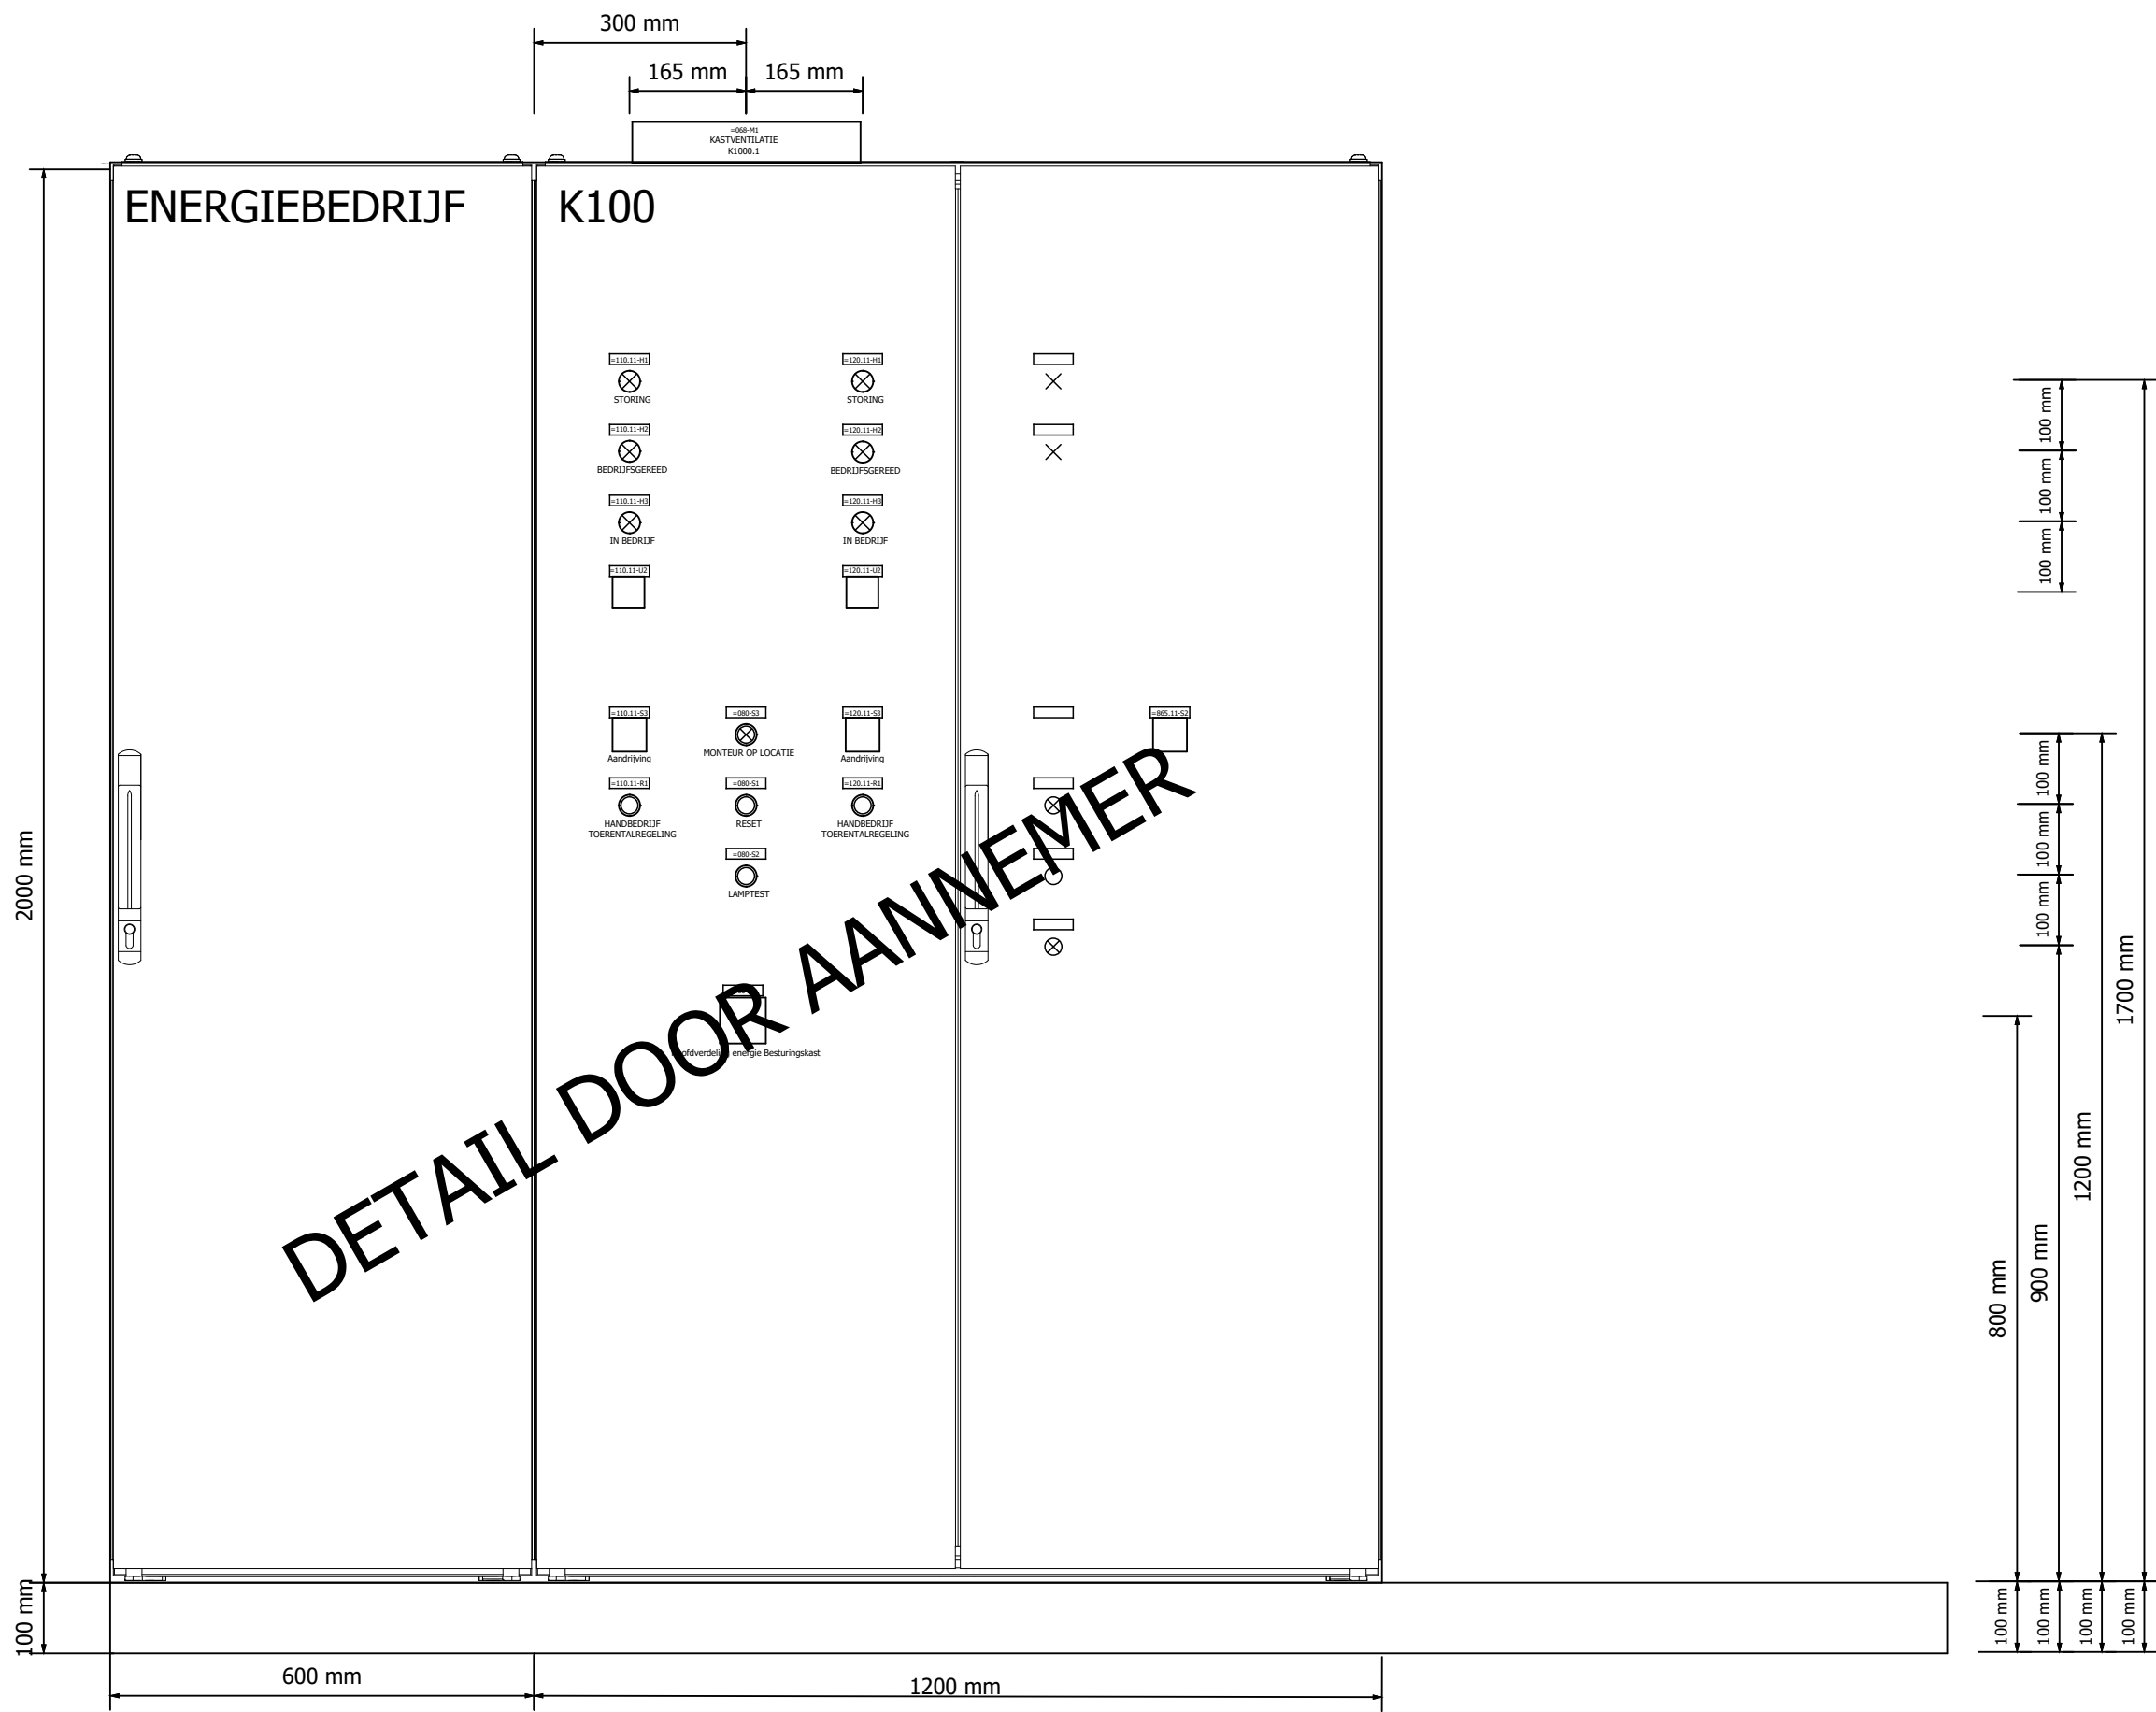 300 mm
165 mm 165 mm
=068-M1
KASTVENTILATIE
K1000.1
ENERGIEBEDRIJF K100
=110.11-H1 =120.11-H1
STORING STORING
=110.11-H2 =120.11-H2
BEDRIJFSGEREED BEDRIJFSGEREED
=110.11-H3 =120.11-H3
IN BEDRIJF IN BEDRIJF
=110.11-U2 =120.11-U2
=110.11-S3 =080-S3 =120.11-S3 =865.11-S2
Aandrijving MONTEUR OP LOCATIE Aandrijving
=110.11-R1 =080-S1 =120.11-R1
HANDBEDRIJF RESET HANDBEDRIJF
TOERENTALREGELING TOERENTALREGELING
=080-S2
LAMPTEST
energie Besturingskast
DETAIL DOOR AANNEMER
2000 mm
100 mm
600 mm
1200 mm
100 mm
100 mm
100 mm
100 mm
100 mm
100 mm
800 mm
900 mm
1200 mm
1700 mm
100 mm
100 mm
100 mm
100 mm